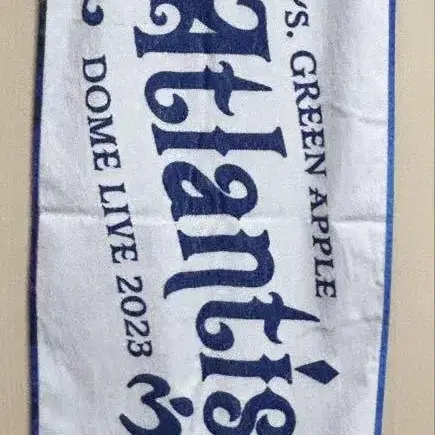 s. GREEN APPLE
Atlantis
DOME LIVE 2023